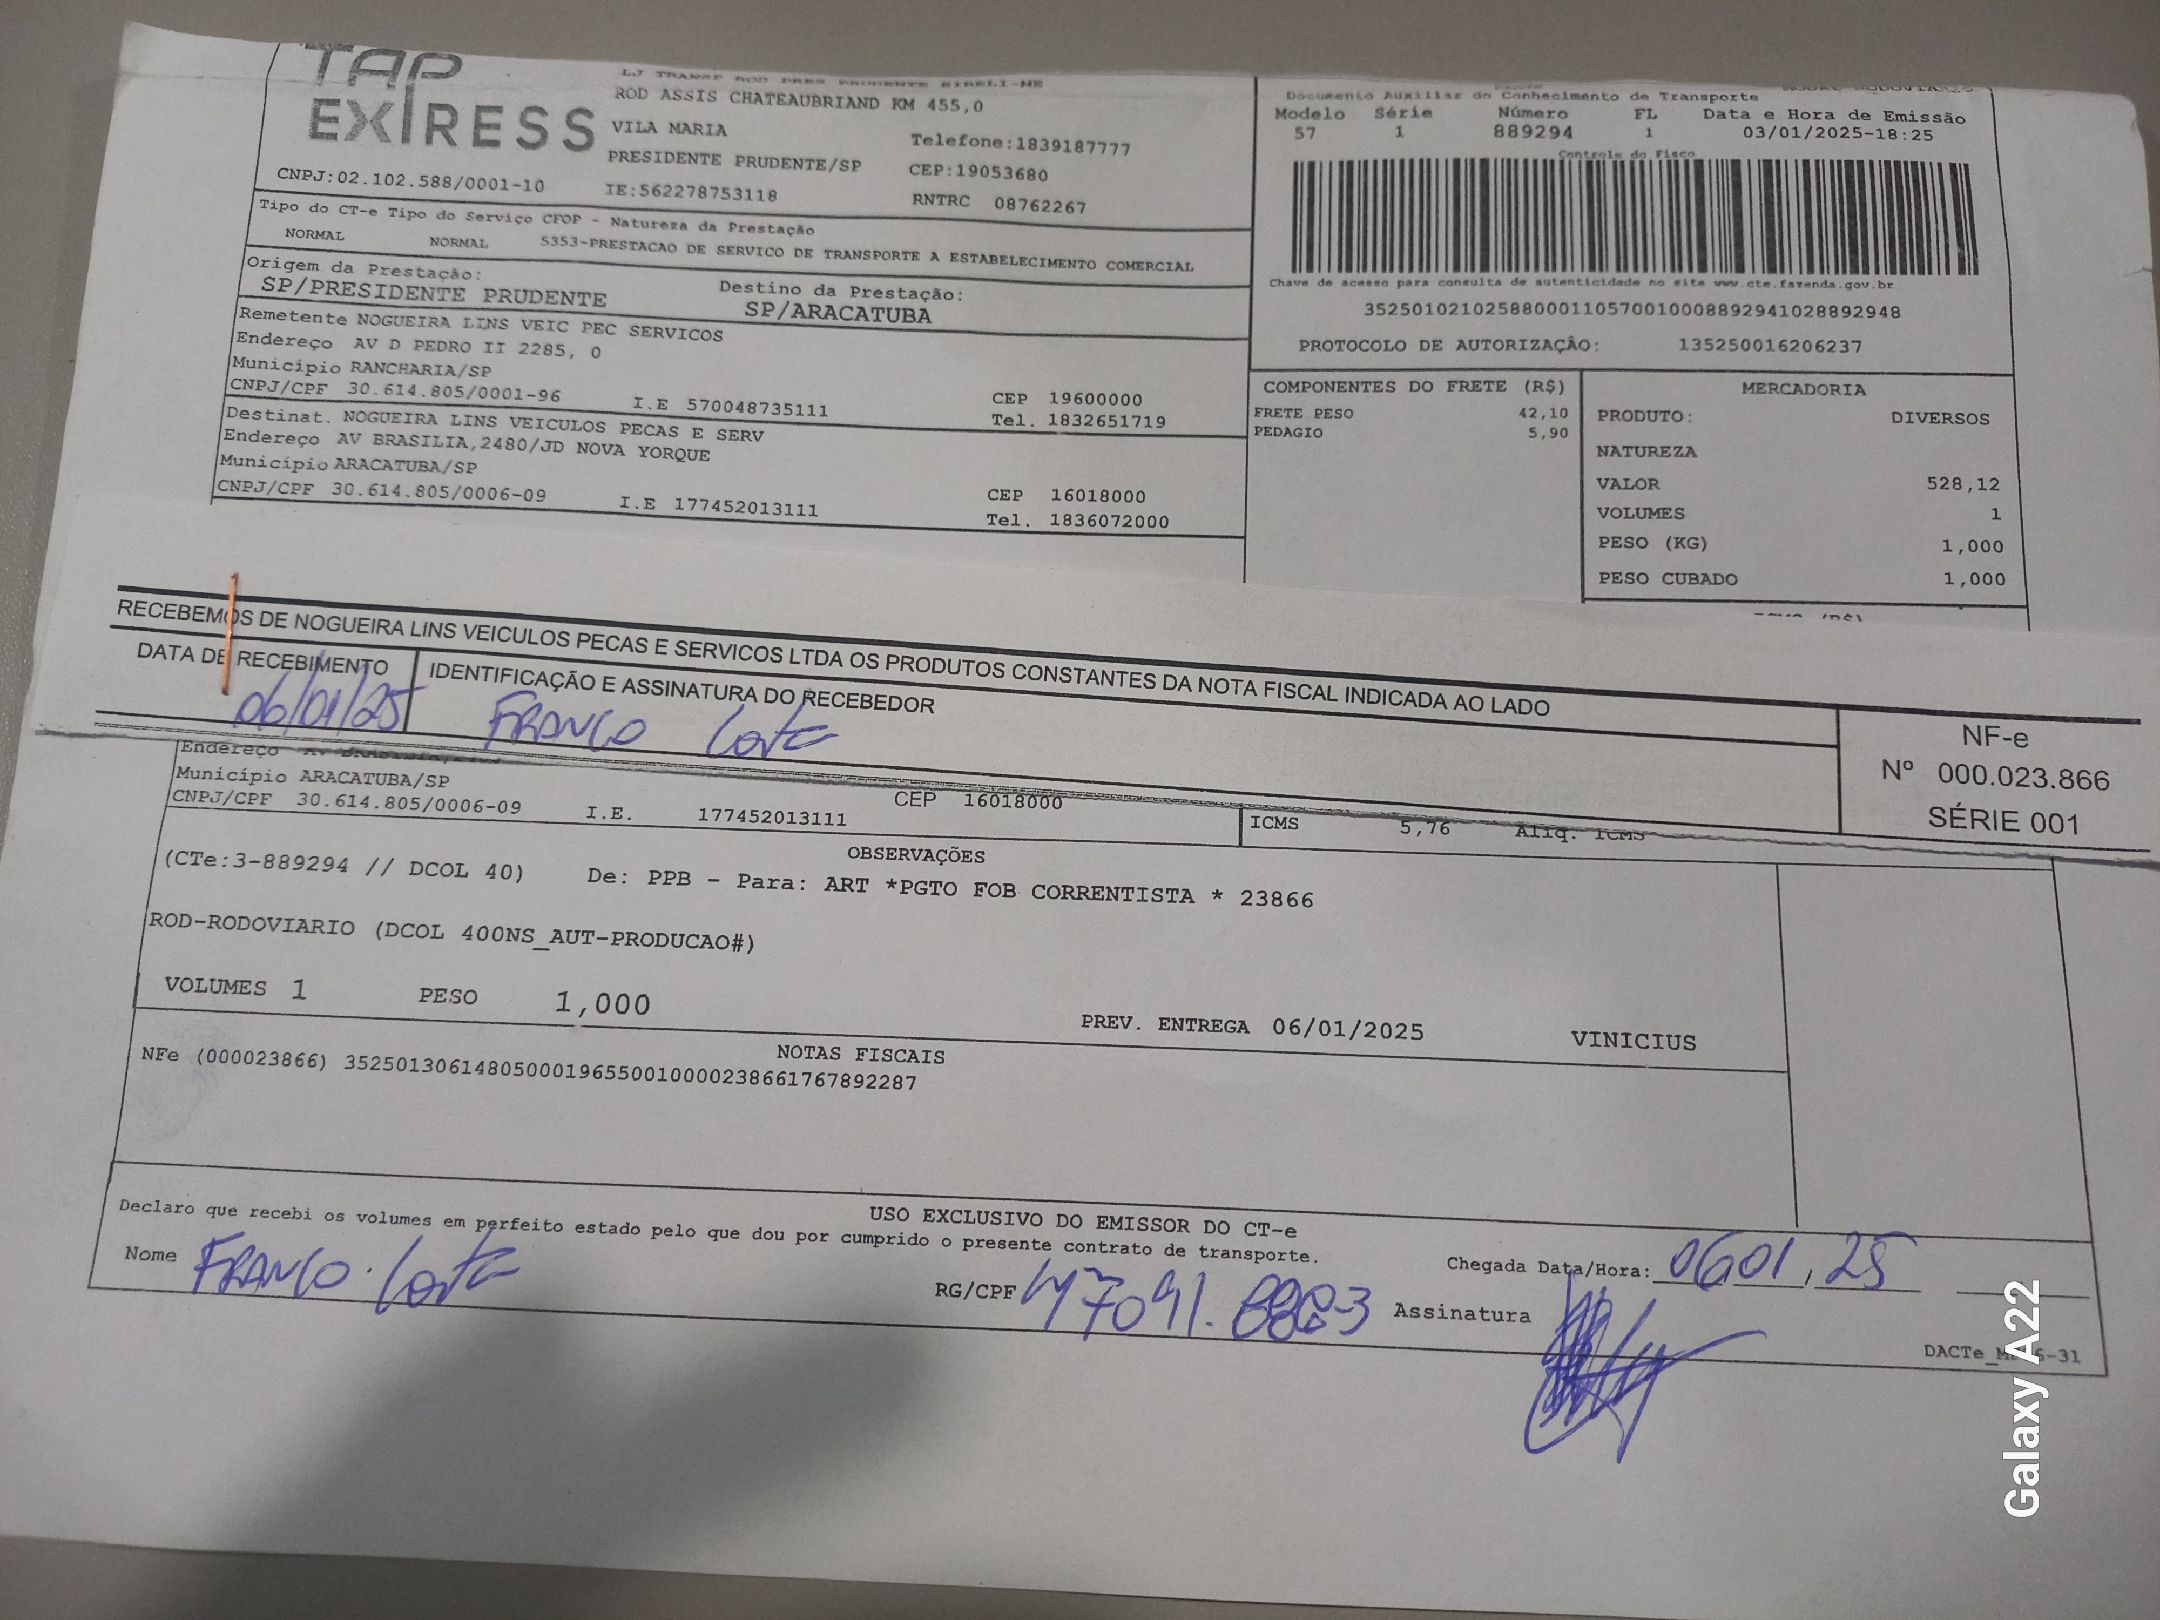 TAP
EXPRESS
LJ TRANSP ROD PRES PRUDENTE EIRELI-ME
ROD ASSIS CHATEAUBRIAND KM 455,0
VILA MARIA
Telefone:1839187777
PRESIDENTE PRUDENTE/SP
CEP:19053680
CNPJ:02.102.588/0001-10
IE:562278753118
RNTRC 08762267
Tipo do CT-e Tipo do Serviço CFOP - Natureza da Prestação
NORMAL NORMAL 5353-PRESTACAO DE SERVICO DE TRANSPORTE A ESTABELECIMENTO COMERCIAL
Origem da Prestação:
SP/PRESIDENTE PRUDENTE
Destino da Prestação:
SP/ARACATUBA
Remetente NOGUEIRA LINS VEIC PEC SERVICOS
Endereço AV D PEDRO II 2285, 0
Município RANCHARIA/SP
CNPJ/CPF 30.614.805/0001-96 I.E 570048735111
CEP 19600000
Tel. 1832651719
Destinat. NOGUEIRA LINS VEICULOS PECAS E SERV
Endereço AV BRASILIA,2480/JD NOVA YORQUE
Município ARACATUBA/SP
CNPJ/CPF 30.614.805/0006-09 I.E 177452013111
CEP 16018000
Tel. 1836072000
Documento Auxiliar do Conhecimento de Transporte
Modelo Série Número FL Data e Hora de Emissão
57 1 889294 1 03/01/2025-18:25
Controle do Fisco
Chave de acesso para consulta de autenticidade no site www.cte.fazenda.gov.br
35250102102588000110570010008892941028892948
PROTOCOLO DE AUTORIZAÇÃO: 135250016206237
COMPONENTES DO FRETE (R$)
FRETE PESO 42,10
PEDAGIO 5,90
MERCADORIA
PRODUTO: DIVERSOS
NATUREZA
VALOR 528,12
VOLUMES 1
PESO (KG) 1,000
PESO CUBADO 1,000
RECEBEMOS DE NOGUEIRA LINS VEICULOS PECAS E SERVICOS LTDA OS PRODUTOS CONSTANTES DA NOTA FISCAL INDICADA AO LADO
DATA DE RECEBIMENTO
06/01/25
IDENTIFICAÇÃO E ASSINATURA DO RECEBEDOR
FRANCO
NF-e
Nº 000.023.866
SÉRIE 001
Endereço
Município ARACATUBA/SP
CNPJ/CPF 30.614.805/0006-09 I.E. 177452013111
CEP 16018000
ICMS 5,76 Aliq. ICMS
OBSERVAÇÕES
(CTe:3-889294 // DCOL 40) De: PPB - Para: ART *PGTO FOB CORRENTISTA * 23866
ROD-RODOVIARIO (DCOL 400NS_AUT-PRODUCAO#)
VOLUMES 1 PESO 1,000
PREV. ENTREGA 06/01/2025 VINICIUS
NOTAS FISCAIS
NFe (000023866) 35250130614805000196550010000238661767892287
USO EXCLUSIVO DO EMISSOR DO CT-e
Declaro que recebi os volumes em perfeito estado pelo que dou por cumprido o presente contrato de transporte.
Nome FRANCO
RG/CPF
Chegada Data/Hora: 06 01, 25
Assinatura
Galaxy A22